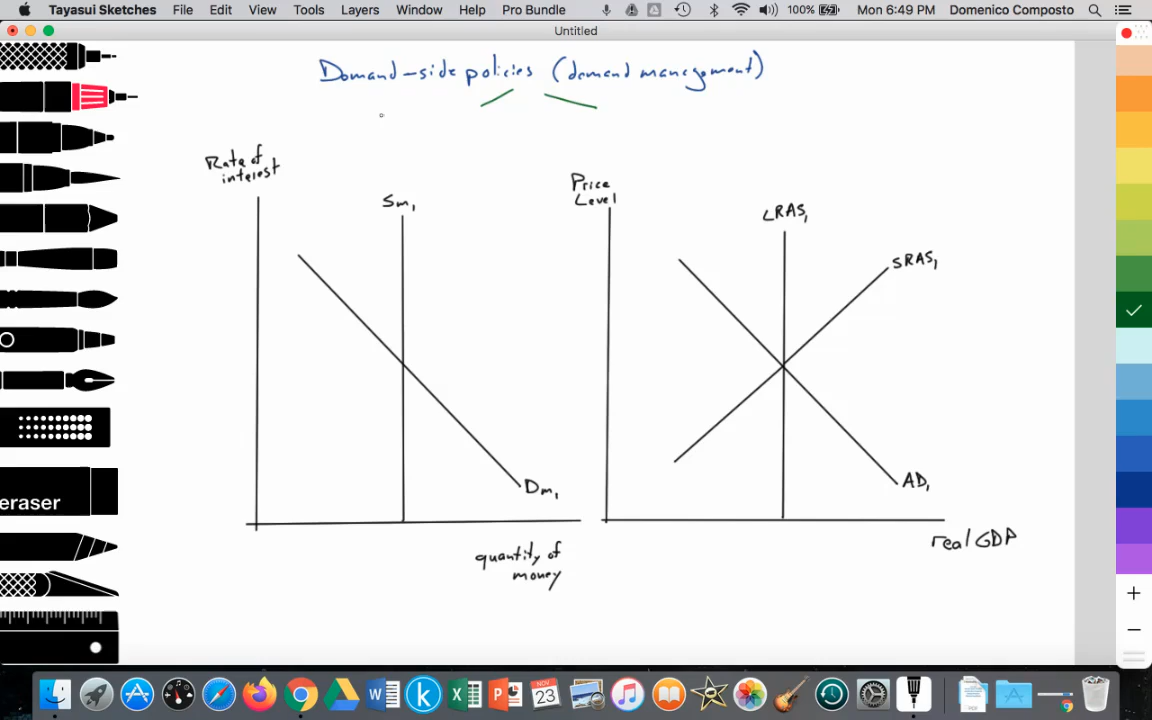 Tayasui Sketches File Edit View Tools Layers Window Help Pro Bundle 100% Mon 6:49 PM Domenico Composto
Untitled
Demand-side policies (demand management)
Rate of
interest
Sm1
Dm1
quantity of
money
Price
Level
LRAS1
SRAS1
AD1
real GDP
eraser
NOV
23